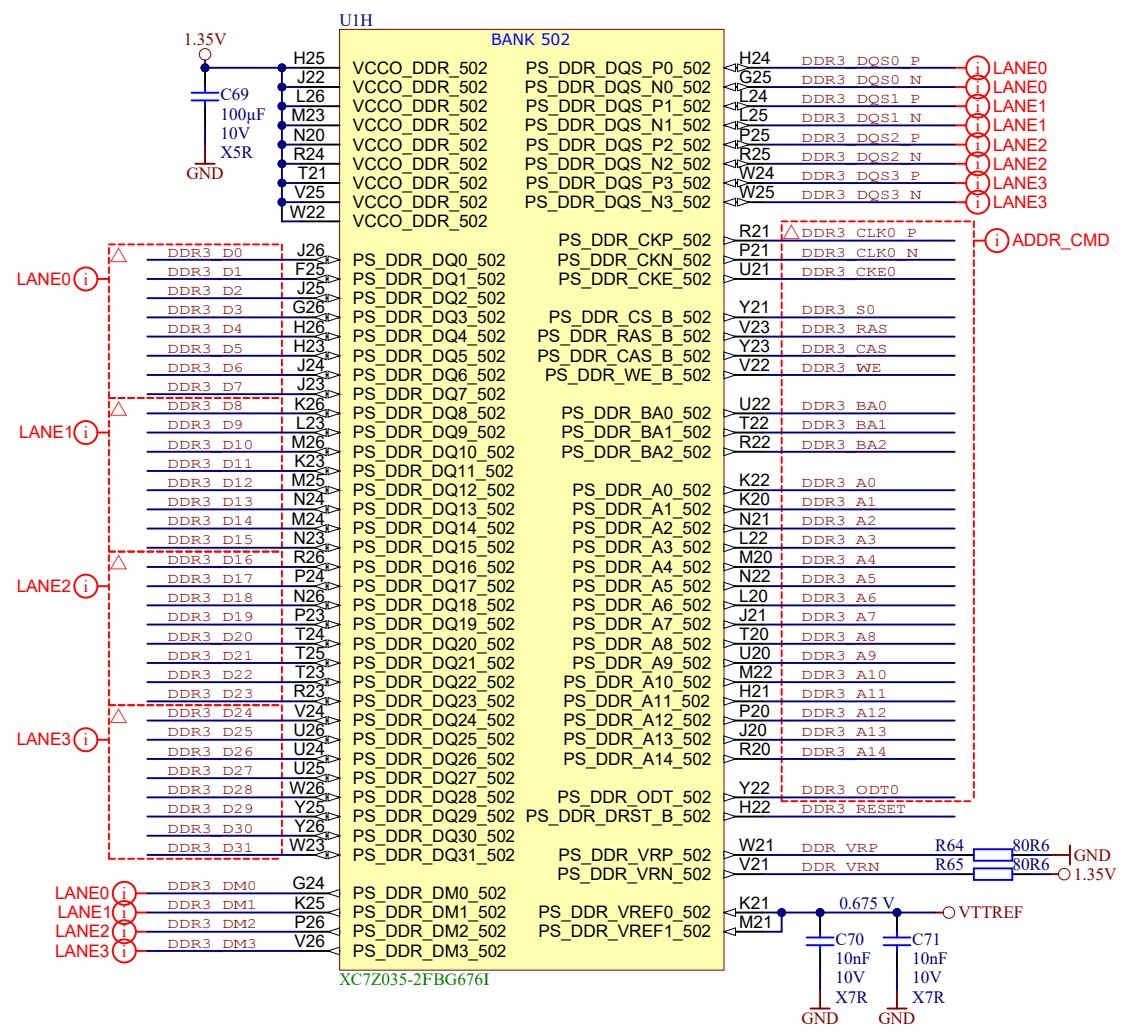 U1H
BANK 502
1.35V
C69
100µF
10V
X5R
GND
H25 VCCO_DDR_502
J22 VCCO_DDR_502
L26 VCCO_DDR_502
M23 VCCO_DDR_502
N20 VCCO_DDR_502
R24 VCCO_DDR_502
T21 VCCO_DDR_502
V25 VCCO_DDR_502
W22 VCCO_DDR_502
LANE0 i
DDR3_D0 J26 PS_DDR_DQ0_502
DDR3_D1 F25 PS_DDR_DQ1_502
DDR3_D2 J25 PS_DDR_DQ2_502
DDR3_D3 G26 PS_DDR_DQ3_502
DDR3_D4 H26 PS_DDR_DQ4_502
DDR3_D5 H23 PS_DDR_DQ5_502
DDR3_D6 J24 PS_DDR_DQ6_502
DDR3_D7 J23 PS_DDR_DQ7_502
LANE1 i
DDR3_D8 K26 PS_DDR_DQ8_502
DDR3_D9 L23 PS_DDR_DQ9_502
DDR3_D10 M26 PS_DDR_DQ10_502
DDR3_D11 K23 PS_DDR_DQ11_502
DDR3_D12 M25 PS_DDR_DQ12_502
DDR3_D13 N24 PS_DDR_DQ13_502
DDR3_D14 M24 PS_DDR_DQ14_502
DDR3_D15 N23 PS_DDR_DQ15_502
LANE2 i
DDR3_D16 R26 PS_DDR_DQ16_502
DDR3_D17 P24 PS_DDR_DQ17_502
DDR3_D18 N26 PS_DDR_DQ18_502
DDR3_D19 P23 PS_DDR_DQ19_502
DDR3_D20 T24 PS_DDR_DQ20_502
DDR3_D21 T25 PS_DDR_DQ21_502
DDR3_D22 T23 PS_DDR_DQ22_502
DDR3_D23 R23 PS_DDR_DQ23_502
LANE3 i
DDR3_D24 V24 PS_DDR_DQ24_502
DDR3_D25 U26 PS_DDR_DQ25_502
DDR3_D26 U24 PS_DDR_DQ26_502
DDR3_D27 U25 PS_DDR_DQ27_502
DDR3_D28 W26 PS_DDR_DQ28_502
DDR3_D29 Y25 PS_DDR_DQ29_502
DDR3_D30 Y26 PS_DDR_DQ30_502
DDR3_D31 W23 PS_DDR_DQ31_502
LANE0 i DDR3_DM0 G24 PS_DDR_DM0_502
LANE1 i DDR3_DM1 K25 PS_DDR_DM1_502
LANE2 i DDR3_DM2 P26 PS_DDR_DM2_502
LANE3 i DDR3_DM3 V26 PS_DDR_DM3_502
PS_DDR_DQS_P0_502 H24 DDR3_DQS0_P i LANE0
PS_DDR_DQS_N0_502 G25 DDR3_DQS0_N i LANE0
PS_DDR_DQS_P1_502 L24 DDR3_DQS1_P i LANE1
PS_DDR_DQS_N1_502 L25 DDR3_DQS1_N i LANE1
PS_DDR_DQS_P2_502 P25 DDR3_DQS2_P i LANE2
PS_DDR_DQS_N2_502 R25 DDR3_DQS2_N i LANE2
PS_DDR_DQS_P3_502 W24 DDR3_DQS3_P i LANE3
PS_DDR_DQS_N3_502 W25 DDR3_DQS3_N i LANE3
PS_DDR_CKP_502 R21 DDR3_CLK0_P i ADDR_CMD
PS_DDR_CKN_502 P21 DDR3_CLK0_N
PS_DDR_CKE_502 U21 DDR3_CKE0
PS_DDR_CS_B_502 Y21 DDR3_S0
PS_DDR_RAS_B_502 V23 DDR3_RAS
PS_DDR_CAS_B_502 Y23 DDR3_CAS
PS_DDR_WE_B_502 V22 DDR3_WE
PS_DDR_BA0_502 U22 DDR3_BA0
PS_DDR_BA1_502 T22 DDR3_BA1
PS_DDR_BA2_502 R22 DDR3_BA2
PS_DDR_A0_502 K22 DDR3_A0
PS_DDR_A1_502 K20 DDR3_A1
PS_DDR_A2_502 N21 DDR3_A2
PS_DDR_A3_502 L22 DDR3_A3
PS_DDR_A4_502 M20 DDR3_A4
PS_DDR_A5_502 N22 DDR3_A5
PS_DDR_A6_502 L20 DDR3_A6
PS_DDR_A7_502 J21 DDR3_A7
PS_DDR_A8_502 T20 DDR3_A8
PS_DDR_A9_502 U20 DDR3_A9
PS_DDR_A10_502 M22 DDR3_A10
PS_DDR_A11_502 H21 DDR3_A11
PS_DDR_A12_502 P20 DDR3_A12
PS_DDR_A13_502 J20 DDR3_A13
PS_DDR_A14_502 R20 DDR3_A14
PS_DDR_ODT_502 Y22 DDR3_ODT0
PS_DDR_DRST_B_502 H22 DDR3_RESET
PS_DDR_VRP_502 W21 DDR_VRP R64 80R6 GND
PS_DDR_VRN_502 V21 DDR_VRN R65 80R6 1.35V
PS_DDR_VREF0_502 K21 0.675 V VTTREF
PS_DDR_VREF1_502 M21
C70
10nF
10V
X7R
GND
C71
10nF
10V
X7R
GND
XC7Z035-2FBG676I